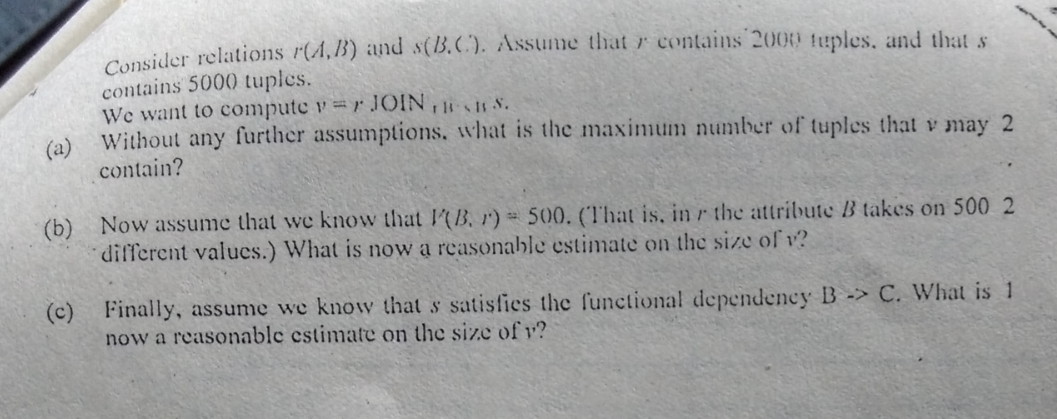 Consider relations r(A,B) and s(B,C). Assume that r contains 2000 tuples, and that s
contains 5000 tuples.
We want to compute v = r JOIN r.B = s.B s.
(a) Without any further assumptions, what is the maximum number of tuples that v may 2
contain?
(b) Now assume that we know that V(B, r) = 500. (That is, in r the attribute B takes on 500 2
different values.) What is now a reasonable estimate on the size of v?
(c) Finally, assume we know that s satisfies the functional dependency B -> C. What is 1
now a reasonable estimate on the size of v?